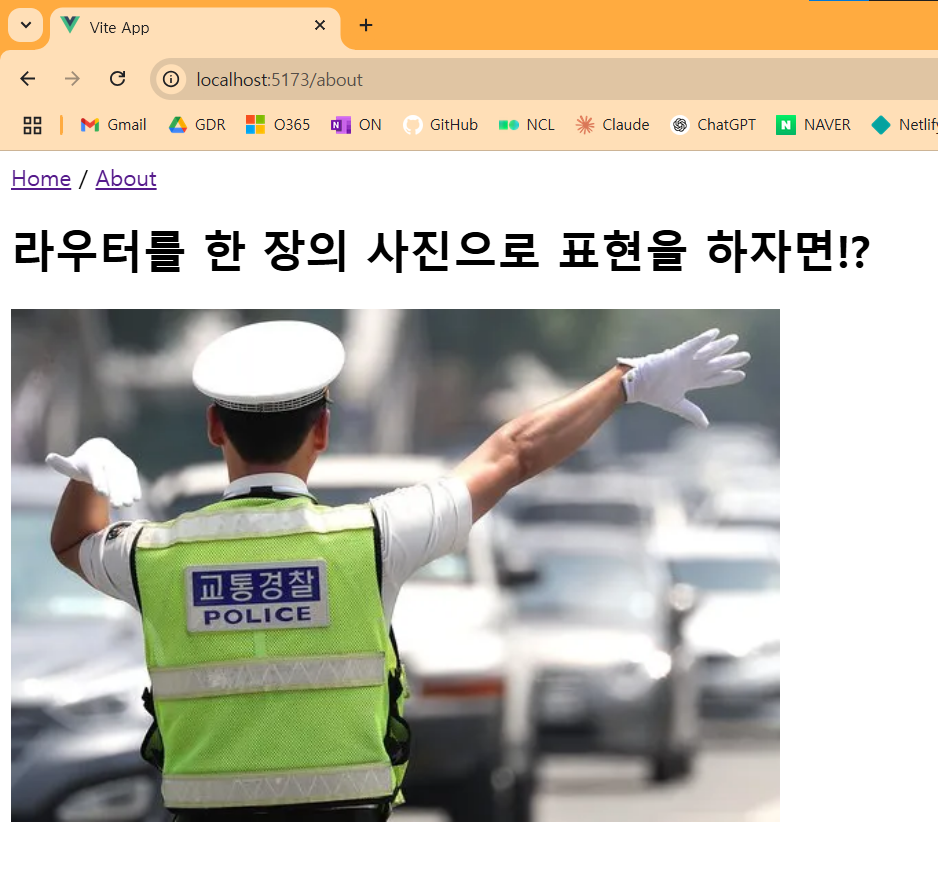 Vite App
localhost:5173/about
Gmail GDR O365 ON GitHub NCL Claude ChatGPT NAVER Netlify
Home / About
라우터를 한 장의 사진으로 표현을 하자면!?
교통경찰
POLICE